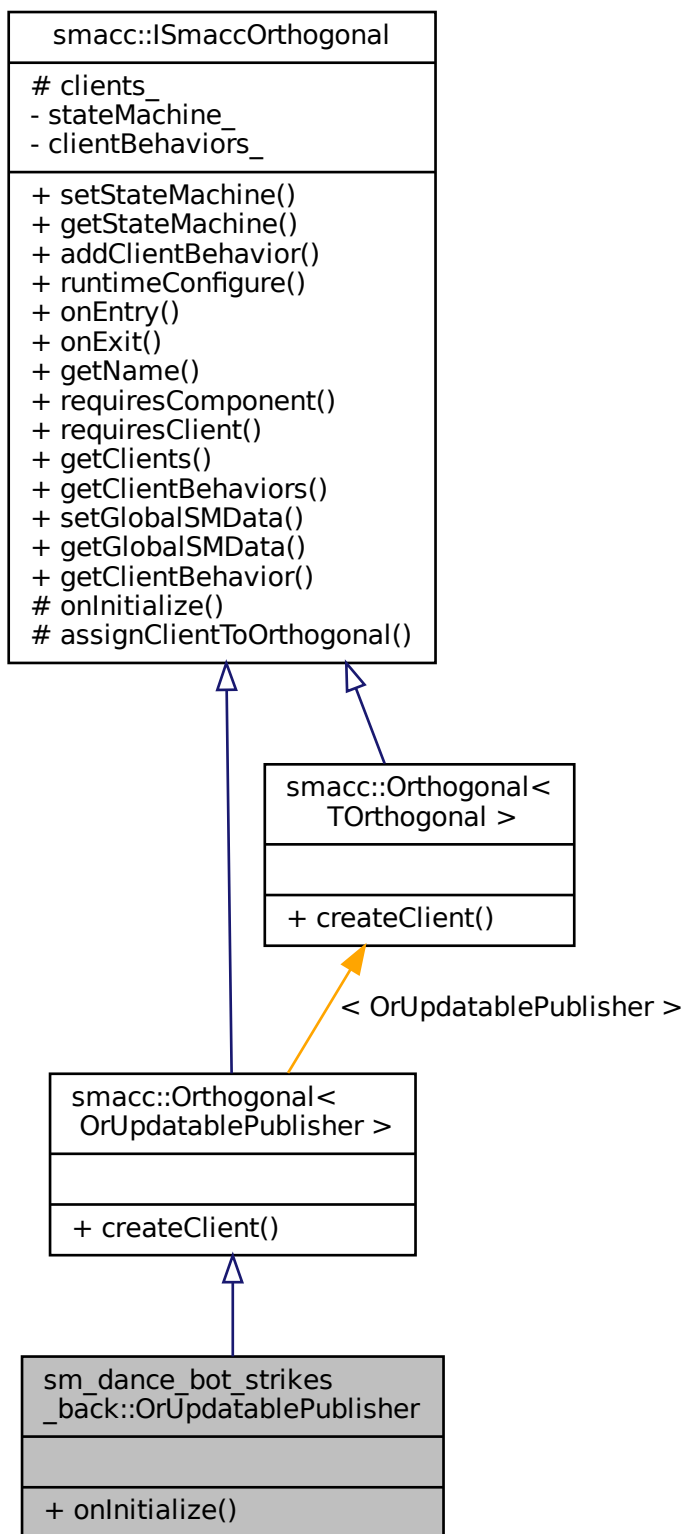 smacc::ISmaccOrthogonal
# clients_
- stateMachine_
- clientBehaviors_
+ setStateMachine()
+ getStateMachine()
+ addClientBehavior()
+ runtimeConfigure()
+ onEntry()
+ onExit()
+ getName()
+ requiresComponent()
+ requiresClient()
+ getClients()
+ getClientBehaviors()
+ setGlobalSMData()
+ getGlobalSMData()
+ getClientBehavior()
# onInitialize()
# assignClientToOrthogonal()
smacc::Orthogonal<
TOrthogonal >
+ createClient()
< OrUpdatablePublisher >
smacc::Orthogonal<
OrUpdatablePublisher >
+ createClient()
sm_dance_bot_strikes
_back::OrUpdatablePublisher
+ onInitialize()